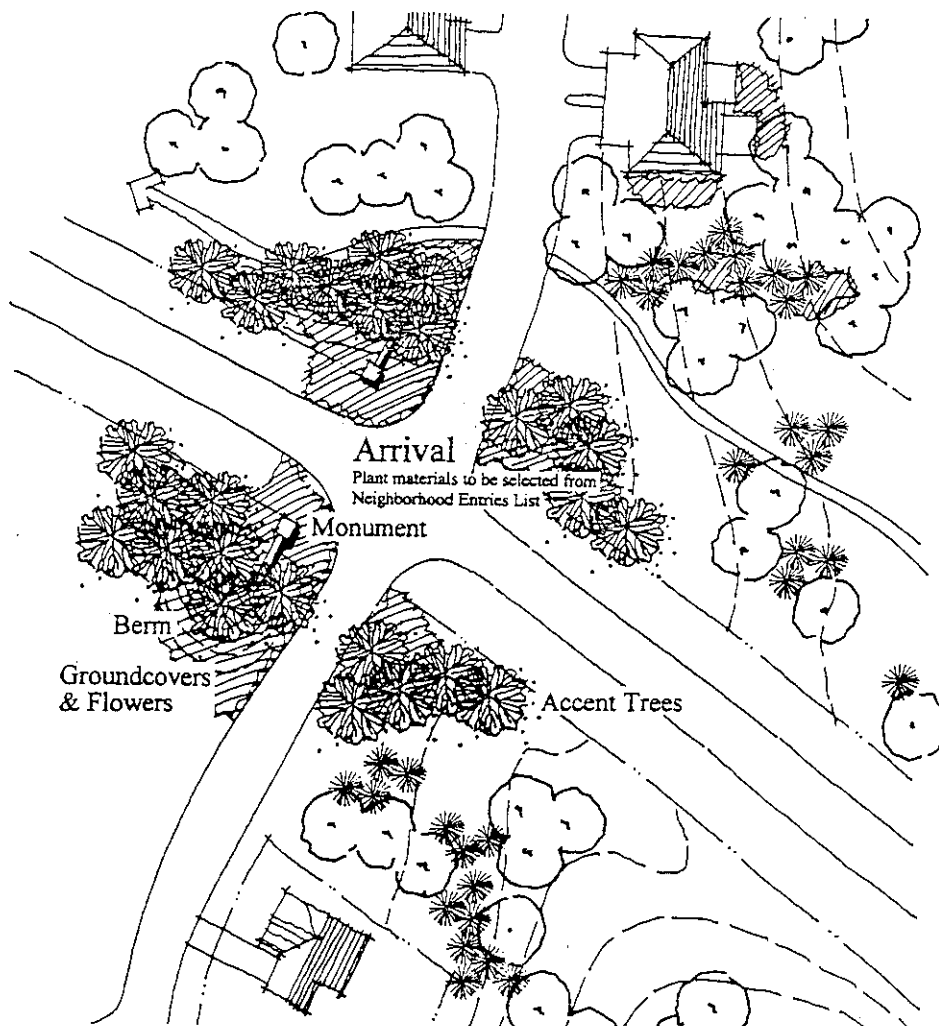 Arrival
Plant materials to be selected from
Neighborhood Entries List
Monument
Berm
Groundcovers
& Flowers
Accent Trees